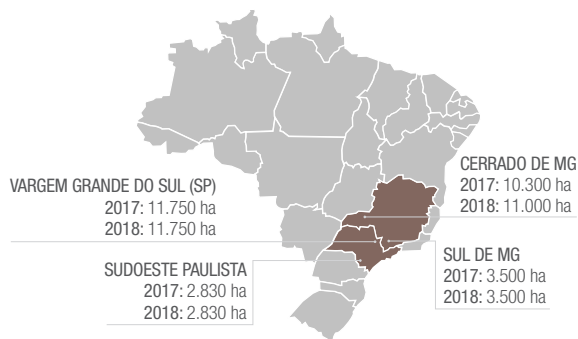 CERRADO DE MG
2017: 10.300 ha
2018: 11.000 ha
VARGEM GRANDE DO SUL (SP)
2017: 11.750 ha
2018: 11.750 ha
SUL DE MG
2017: 3.500 ha
2018: 3.500 ha
SUDOESTE PAULISTA
2017: 2.830 ha
2018: 2.830 ha